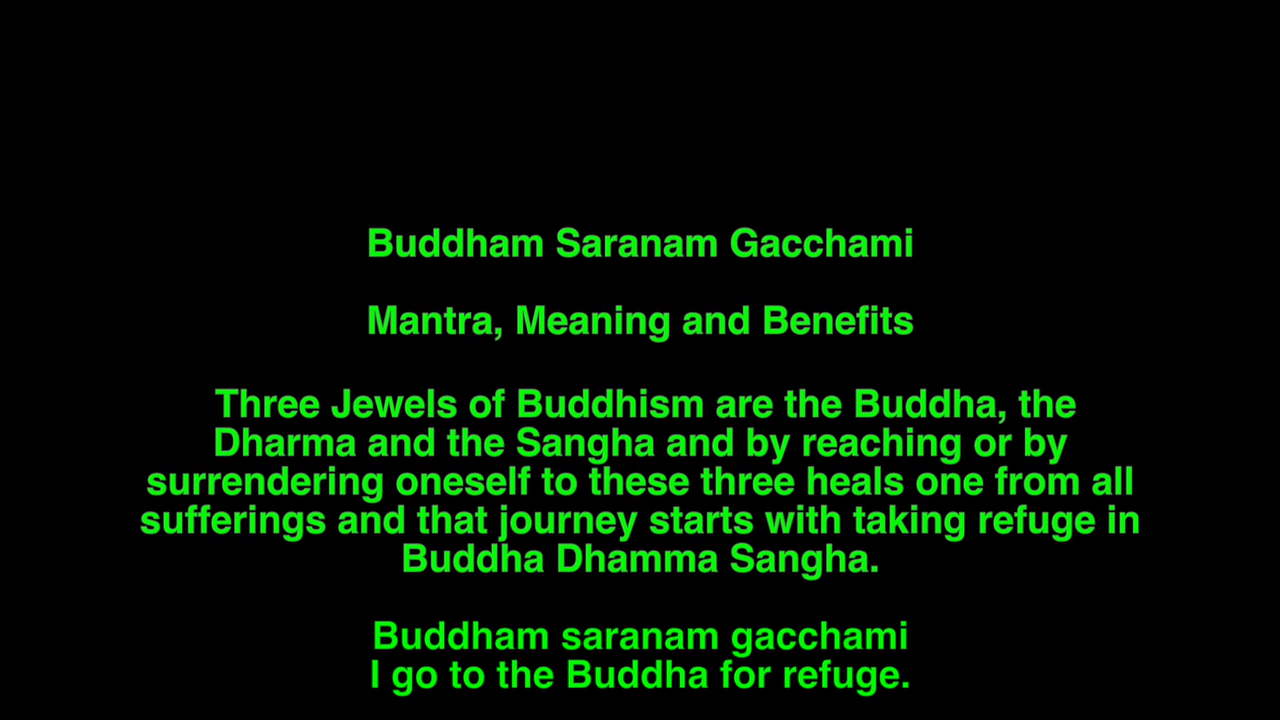 Buddham Saranam Gacchami
Mantra, Meaning and Benefits
Three Jewels of Buddhism are the Buddha, the
Dharma and the Sangha and by reaching or by
surrendering oneself to these three heals one from all
sufferings and that journey starts with taking refuge in
Buddha Dhamma Sangha.
Buddham saranam gacchami
I go to the Buddha for refuge.